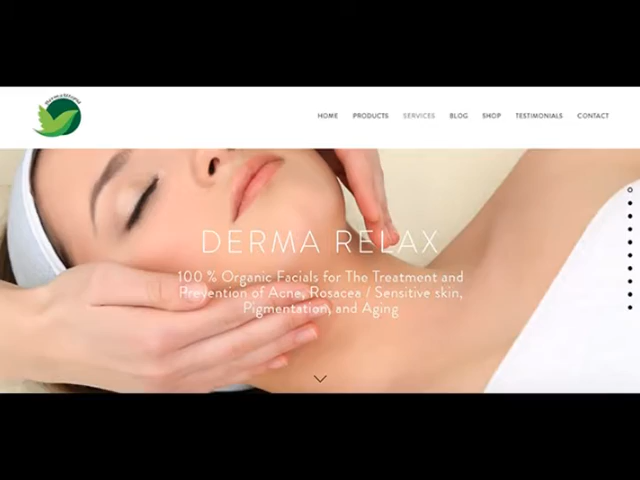 HOME PRODUCTS SERVICES BLOG SHOP TESTIMONIALS CONTACT
DERMA RELAX
100 % Organic Facials for The Treatment and
Prevention of Acne, Rosacea / Sensitive skin,
Pigmentation, and Aging